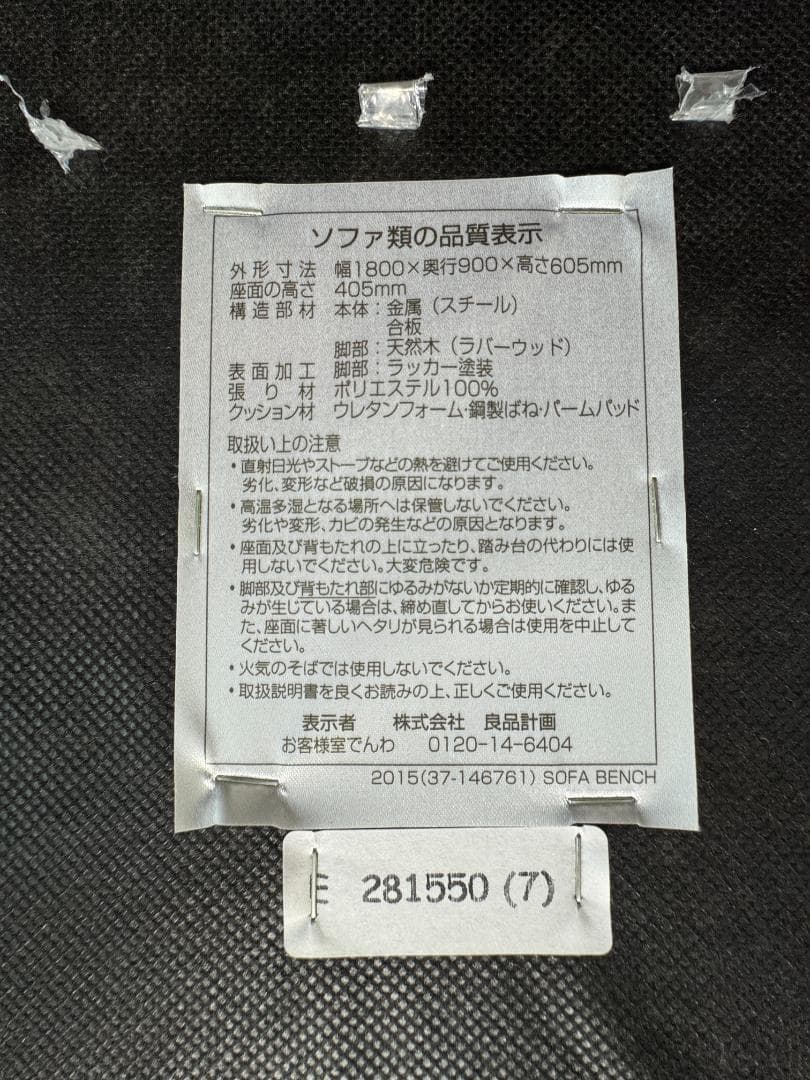 ソファ類の品質表示
外形寸法 幅1800×奥行900×高さ605mm
座面の高さ 405mm
構造部材 本体：金属（スチール）
合板
脚部：天然木（ラバーウッド）
表面加工 脚部：ラッカー塗装
張り材 ポリエステル100%
クッション材 ウレタンフォーム・鋼製ばね・パームパッド
取扱い上の注意
・直射日光やストーブなどの熱を避けてご使用ください。
劣化、変形など破損の原因になります。
・高温多湿となる場所へは保管しないでください。
劣化や変形、カビの発生などの原因となります。
・座面及び背もたれの上に立ったり、踏み台の代わりには使
用しないでください。大変危険です。
・脚部及び背もたれ部にゆるみがないか定期的に確認し、ゆる
みが生じている場合は、締め直してからお使いください。ま
た、座面に著しいヘタリが見られる場合は使用を中止して
ください。
・火気のそばでは使用しないでください。
・取扱説明書を良くお読みの上、正しくご使用ください。
表示者 株式会社 良品計画
お客様室でんわ 0120-14-6404
2015(37-146761) SOFA BENCH
281550 (7)